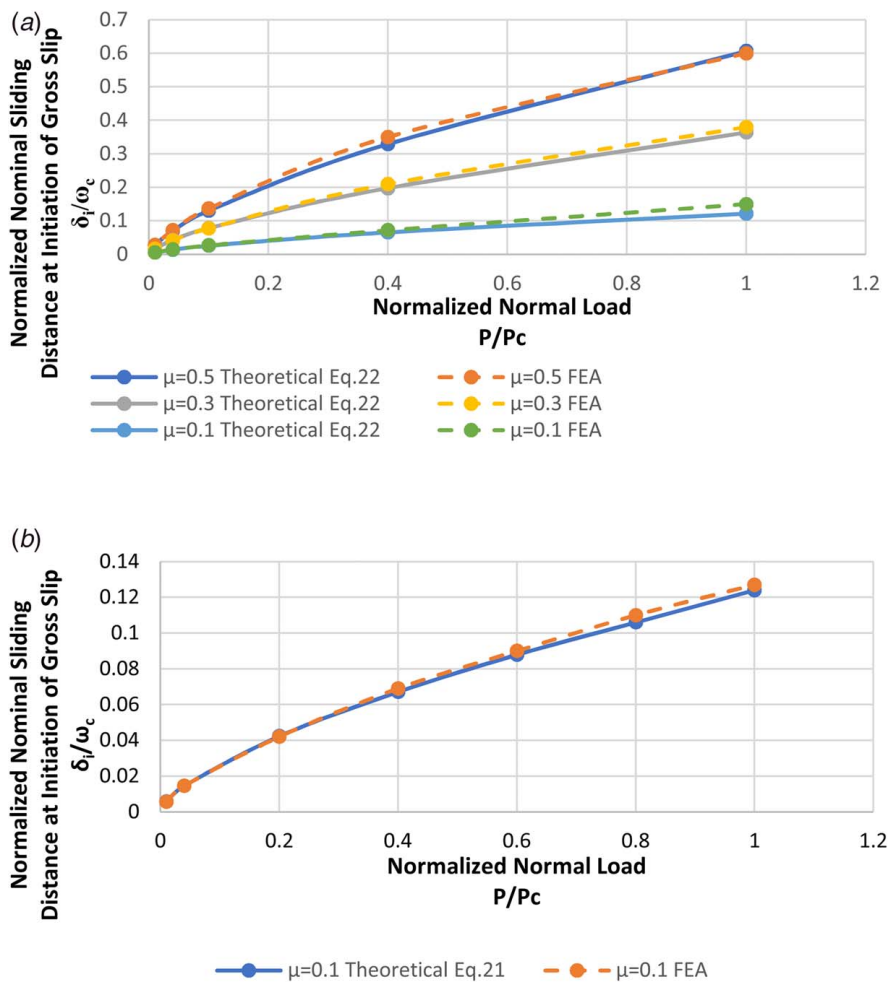 (a)
Normalized Nominal Sliding
Distance at Initiation of Gross Slip
δi/ωc
0.7
0.6
0.5
0.4
0.3
0.2
0.1
0
0 0.2 0.4 0.6 0.8 1 1.2
Normalized Normal Load
P/Pc
μ=0.5 Theoretical Eq.22 μ=0.5 FEA
μ=0.3 Theoretical Eq.22 μ=0.3 FEA
μ=0.1 Theoretical Eq.22 μ=0.1 FEA
(b)
Normalized Nominal Sliding
Distance at Initiation of Gross Slip
δi/ωc
0.14
0.12
0.1
0.08
0.06
0.04
0.02
0
0 0.2 0.4 0.6 0.8 1 1.2
Normalized Normal Load
P/Pc
μ=0.1 Theoretical Eq.21 μ=0.1 FEA